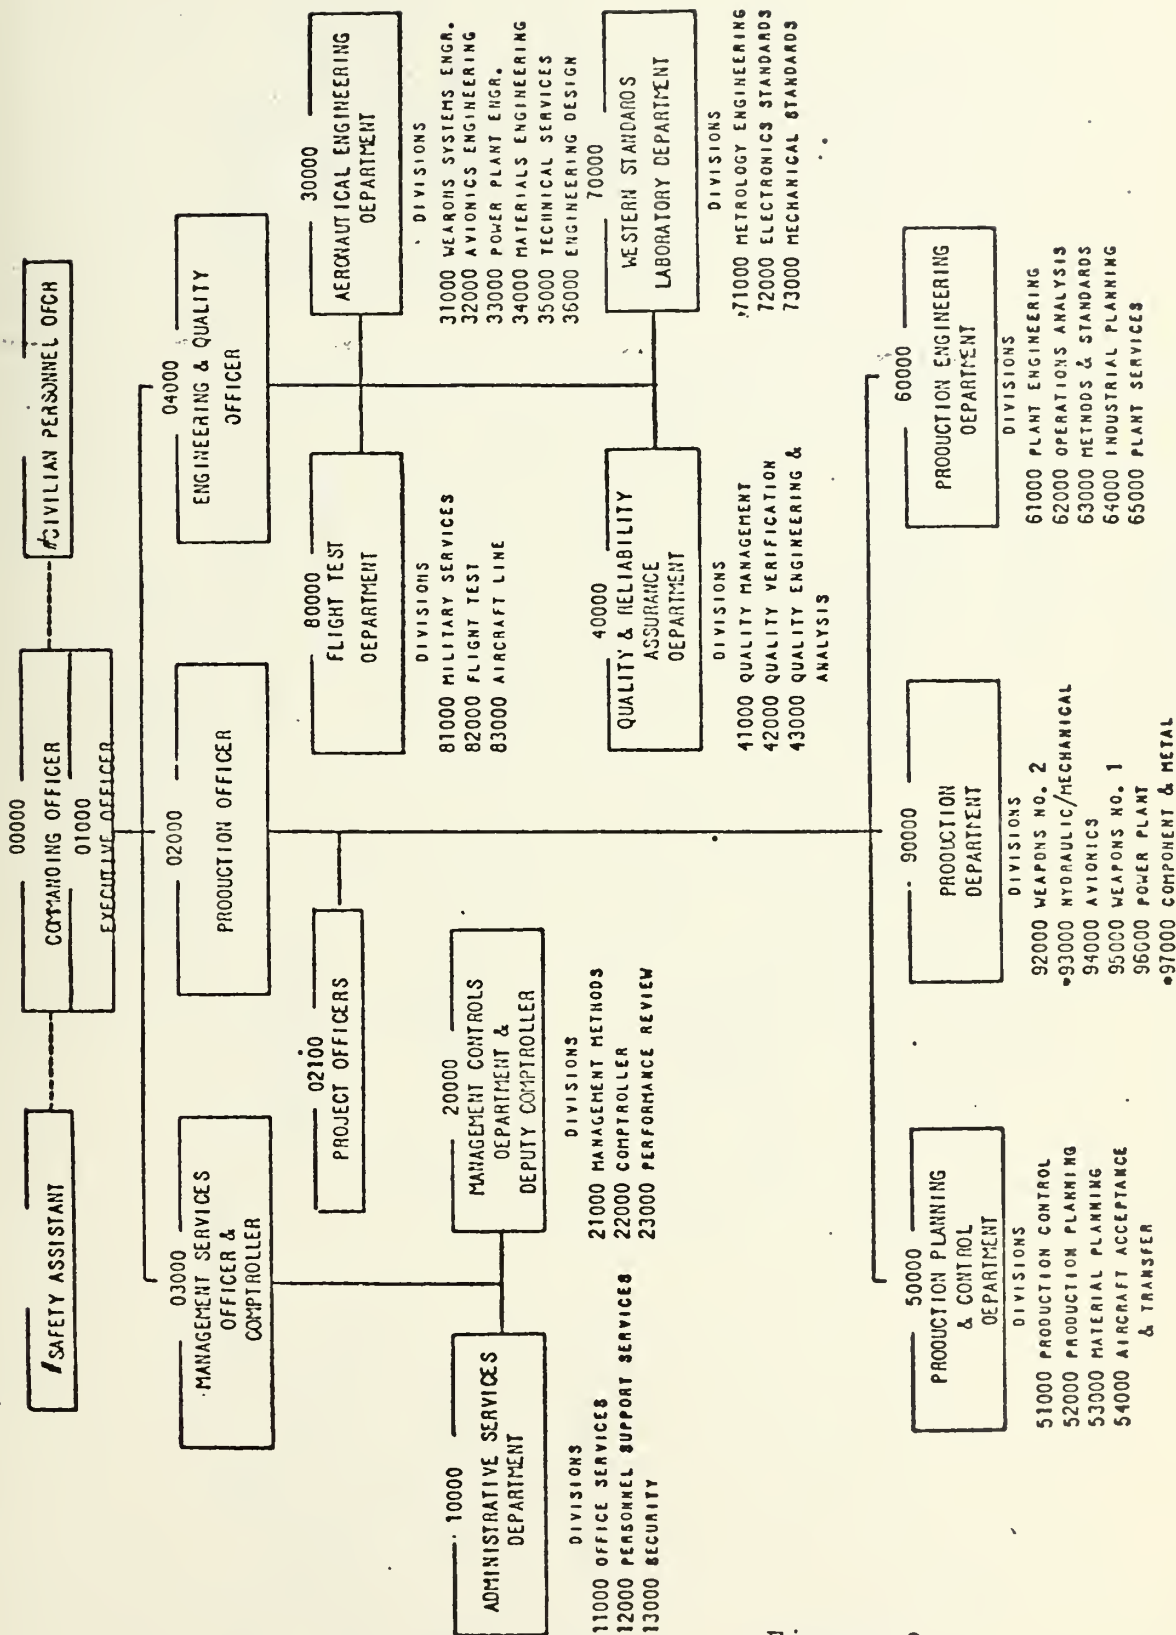 00000
COMMANDING OFFICER
01000
EXECUTIVE OFFICER
SAFETY ASSISTANT
CIVILIAN PERSONNEL OFCR
03000
MANAGEMENT SERVICES
OFFICER &
COMPTROLLER
02000
PRODUCTION OFFICER
04000
ENGINEERING & QUALITY
OFFICER
02100
PROJECT OFFICERS
10000
ADMINISTRATIVE SERVICES
DEPARTMENT
DIVISIONS
11000 OFFICE SERVICES
12000 PERSONNEL SUPPORT SERVICES
13000 SECURITY
20000
MANAGEMENT CONTROLS
DEPARTMENT &
DEPUTY COMPTROLLER
DIVISIONS
21000 MANAGEMENT METHODS
22000 COMPTROLLER
23000 PERFORMANCE REVIEW
80000
FLIGHT TEST
DEPARTMENT
DIVISIONS
81000 MILITARY SERVICES
82000 FLIGHT TEST
83000 AIRCRAFT LINE
30000
AERONAUTICAL ENGINEERING
DEPARTMENT
DIVISIONS
31000 WEAPONS SYSTEMS ENGR.
32000 AVIONICS ENGINEERING
33000 POWER PLANT ENGR.
34000 MATERIALS ENGINEERING
35000 TECHNICAL SERVICES
36000 ENGINEERING DESIGN
40000
QUALITY & RELIABILITY
ASSURANCE
DEPARTMENT
DIVISIONS
41000 QUALITY MANAGEMENT
42000 QUALITY VERIFICATION
43000 QUALITY ENGINEERING &
ANALYSIS
70000
WESTERN STANDARDS
LABORATORY DEPARTMENT
DIVISIONS
71000 METROLOGY ENGINEERING
72000 ELECTRONICS STANDARDS
73000 MECHANICAL STANDARDS
50000
PRODUCTION PLANNING
& CONTROL
DEPARTMENT
DIVISIONS
51000 PRODUCTION CONTROL
52000 PRODUCTION PLANNING
53000 MATERIAL PLANNING
54000 AIRCRAFT ACCEPTANCE
& TRANSFER
90000
PRODUCTION
DEPARTMENT
DIVISIONS
92000 WEAPONS NO. 2
*93000 HYDRAULIC/MECHANICAL
94000 AVIONICS
95000 WEAPONS NO. 1
96000 POWER PLANT
*97000 COMPONENT & METAL
60000
PRODUCTION ENGINEERING
DEPARTMENT
DIVISIONS
61000 PLANT ENGINEERING
62000 OPERATIONS ANALYSIS
63000 METHODS & STANDARDS
64000 INDUSTRIAL PLANNING
65000 PLANT SERVICES